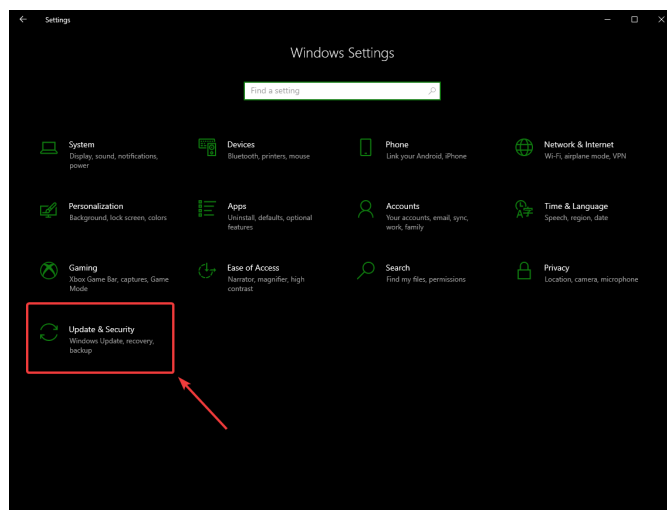 Settings
Windows Settings
Find a setting
System
Display, sound, notifications,
power
Devices
Bluetooth, printers, mouse
Phone
Link your Android, iPhone
Network & Internet
Wi-Fi, airplane mode, VPN
Personalization
Background, lock screen, colors
Apps
Uninstall, defaults, optional
features
Accounts
Your accounts, email, sync,
work, family
Time & Language
Speech, region, date
Gaming
Xbox Game Bar, captures, Game
Mode
Ease of Access
Narrator, magnifier, high
contrast
Search
Find my files, permissions
Privacy
Location, camera, microphone
Update & Security
Windows Update, recovery,
backup